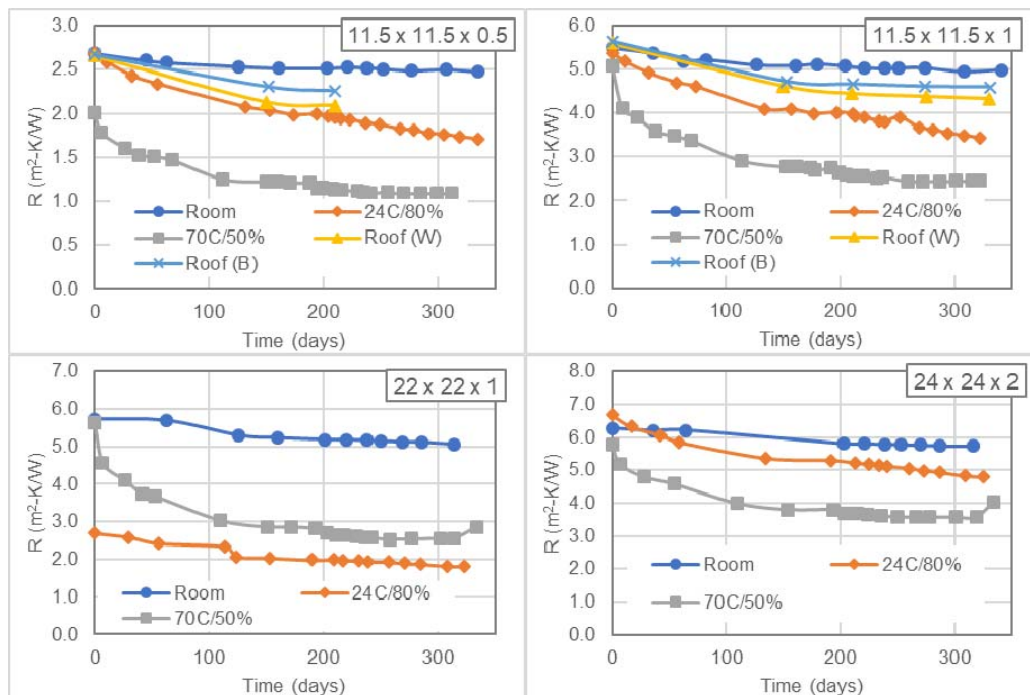 11.5 x 11.5 x 0.5
R (m²-K/W)
3.0
2.5
2.0
1.5
1.0
0.5
0.0
Room
24C/80%
70C/50%
Roof (W)
Roof (B)
0 100 200 300
Time (days)
11.5 x 11.5 x 1
R (m²-K/W)
6.0
5.0
4.0
3.0
2.0
1.0
0.0
Room
24C/80%
70C/50%
Roof (W)
Roof (B)
0 100 200 300
Time (days)
22 x 22 x 1
R (m²-K/W)
7.0
6.0
5.0
4.0
3.0
2.0
1.0
0.0
Room
24C/80%
70C/50%
0 100 200 300
Time (days)
24 x 24 x 2
R (m²-K/W)
8.0
7.0
6.0
5.0
4.0
3.0
2.0
1.0
0.0
Room
24C/80%
70C/50%
0 100 200 300
Time (days)